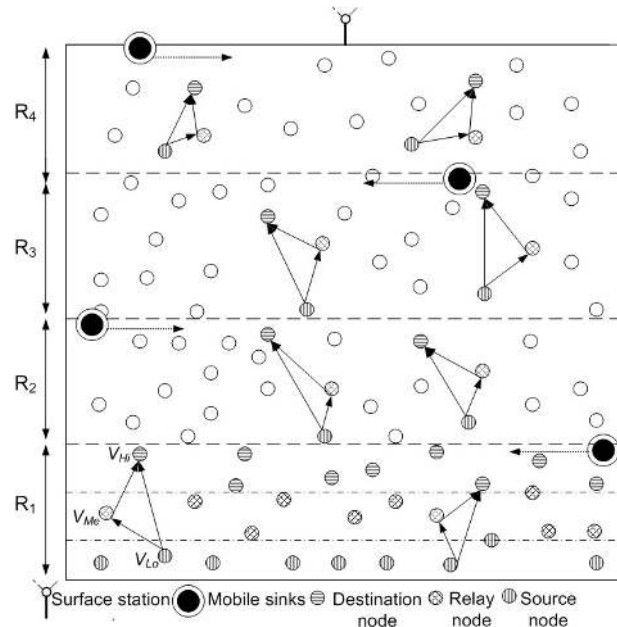 R4
R3
R2
R1
VHi
VMe
VLo
Surface station
Mobile sinks
Destination
node
Relay
node
Source
node